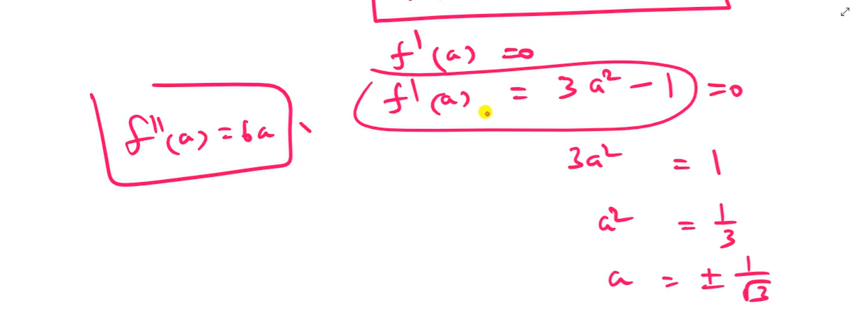 f'(a) = 0
f'(a) = 3a² - 1 = 0
f''(a) = 6a
3a² = 1
a² = 1/3
a = ± 1/√3